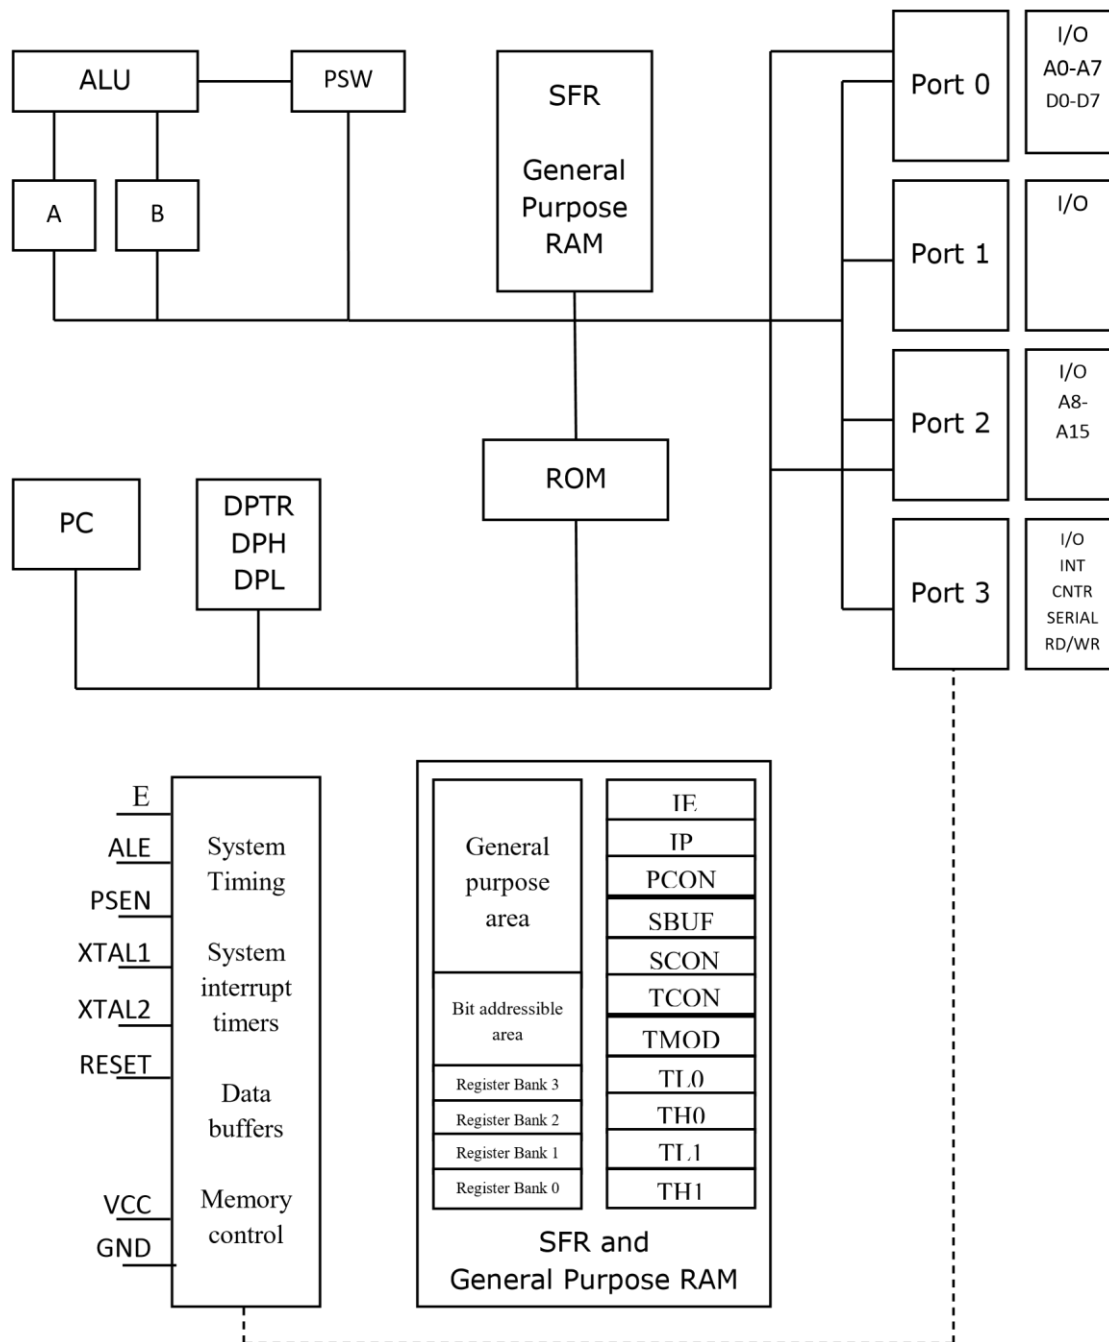 ALU
PSW
A
B
SFR
General
Purpose
RAM
Port 0
I/O
A0-A7
D0-D7
Port 1
I/O
Port 2
I/O
A8-
A15
Port 3
I/O
INT
CNTR
SERIAL
RD/WR
ROM
PC
DPTR
DPH
DPL
E
ALE
PSEN
XTAL1
XTAL2
RESET
VCC
GND
System
Timing
System
interrupt
timers
Data
buffers
Memory
control
General
purpose
area
Bit addressible
area
Register Bank 3
Register Bank 2
Register Bank 1
Register Bank 0
IE
IP
PCON
SBUF
SCON
TCON
TMOD
TL0
TH0
TL1
TH1
SFR and
General Purpose RAM